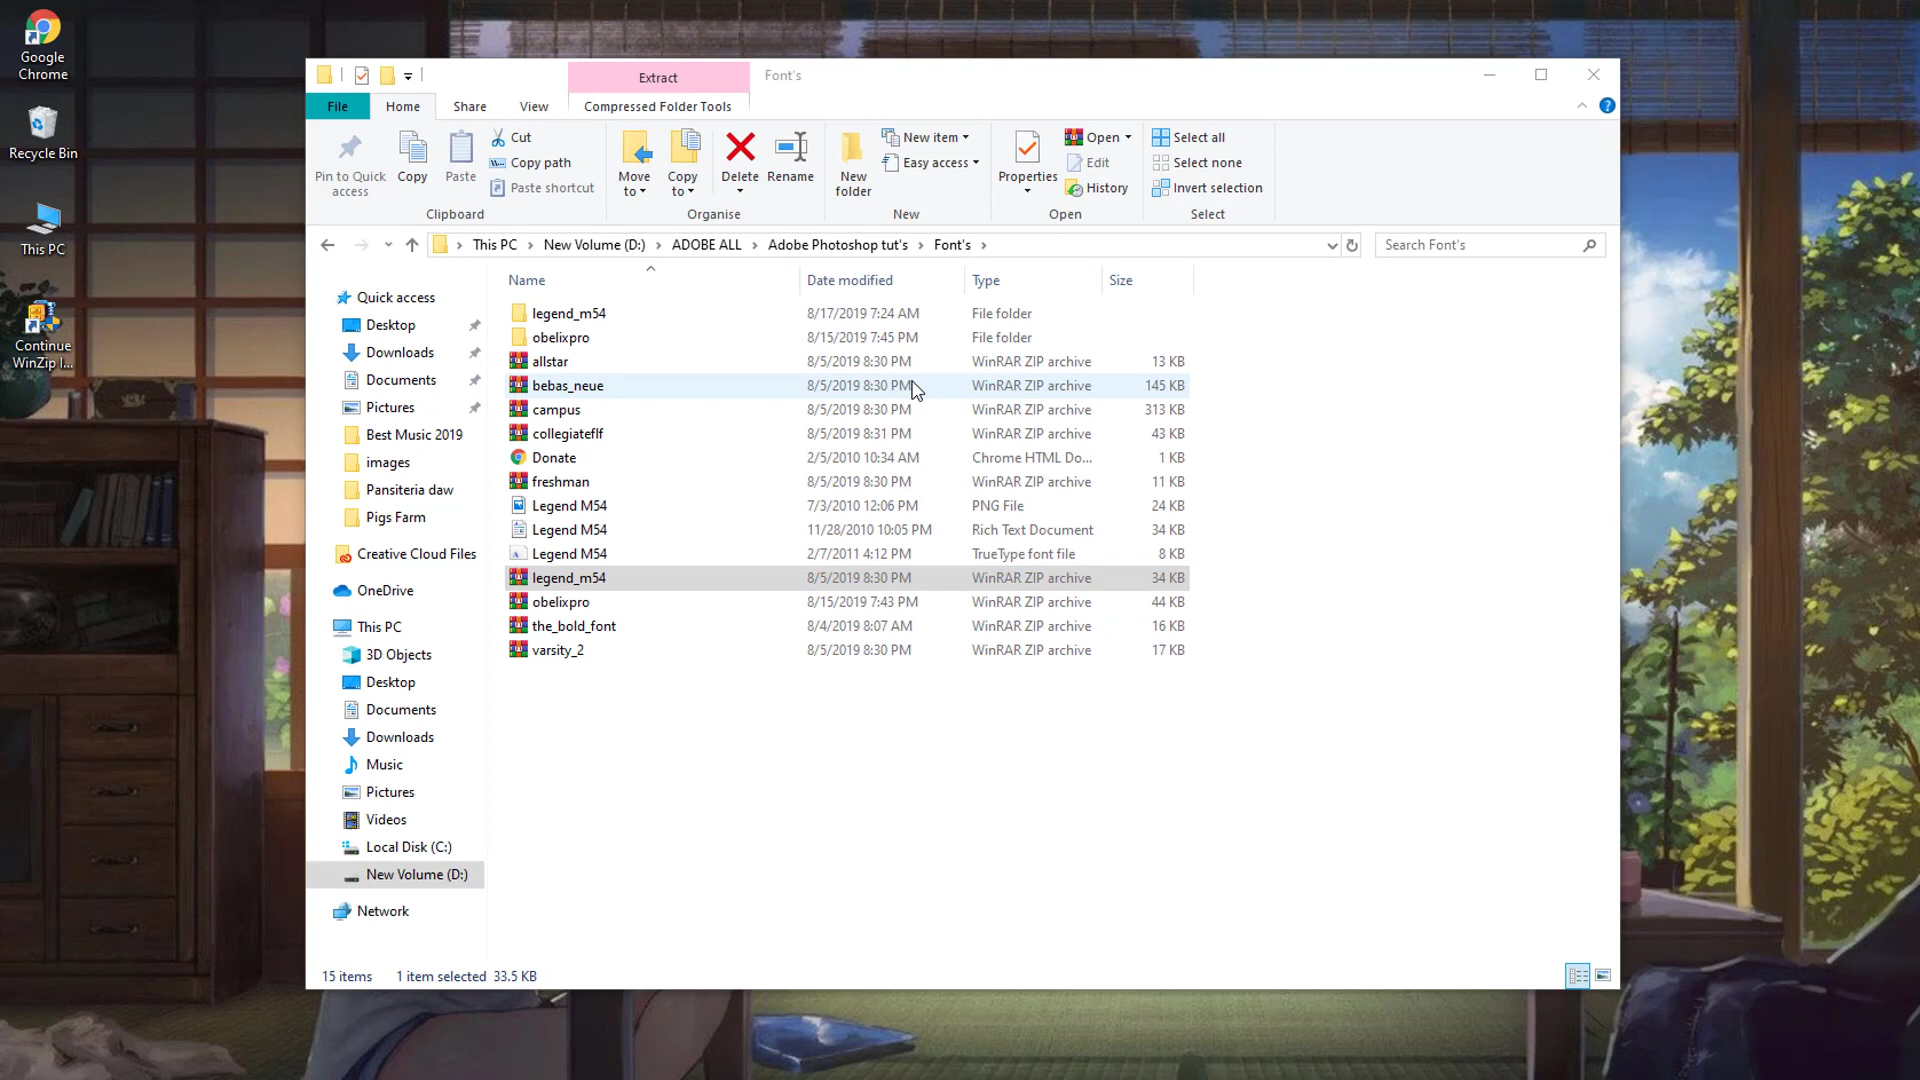 Google
Chrome
Recycle Bin
This PC
Continue
WinZip I...
Extract
Font's
File
Home
Share
View
Compressed Folder Tools
Pin to Quick
access
Copy
Paste
Cut
Copy path
Paste shortcut
Clipboard
Move
to
Copy
to
Delete
Rename
Organise
New
folder
New item
Easy access
New
Properties
Open
Edit
History
Open
Select all
Select none
Invert selection
Select
This PC > New Volume (D:) > ADOBE ALL > Adobe Photoshop tut's > Font's >
Search Font's
Quick access
Desktop
Downloads
Documents
Pictures
Best Music 2019
images
Pansiteria daw
Pigs Farm
Creative Cloud Files
OneDrive
This PC
3D Objects
Desktop
Documents
Downloads
Music
Pictures
Videos
Local Disk (C:)
New Volume (D:)
Network
Name Date modified Type Size
legend_m54 8/17/2019 7:24 AM File folder
obelixpro 8/15/2019 7:45 PM File folder
allstar 8/5/2019 8:30 PM WinRAR ZIP archive 13 KB
bebas_neue 8/5/2019 8:30 PM WinRAR ZIP archive 145 KB
campus 8/5/2019 8:30 PM WinRAR ZIP archive 313 KB
collegiateflf 8/5/2019 8:31 PM WinRAR ZIP archive 43 KB
Donate 2/5/2010 10:34 AM Chrome HTML Do... 1 KB
freshman 8/5/2019 8:30 PM WinRAR ZIP archive 11 KB
Legend M54 7/3/2010 12:06 PM PNG File 24 KB
Legend M54 11/28/2010 10:05 PM Rich Text Document 34 KB
Legend M54 2/7/2011 4:12 PM TrueType font file 8 KB
legend_m54 8/5/2019 8:30 PM WinRAR ZIP archive 34 KB
obelixpro 8/15/2019 7:43 PM WinRAR ZIP archive 44 KB
the_bold_font 8/4/2019 8:07 AM WinRAR ZIP archive 16 KB
varsity_2 8/5/2019 8:30 PM WinRAR ZIP archive 17 KB
15 items 1 item selected 33.5 KB